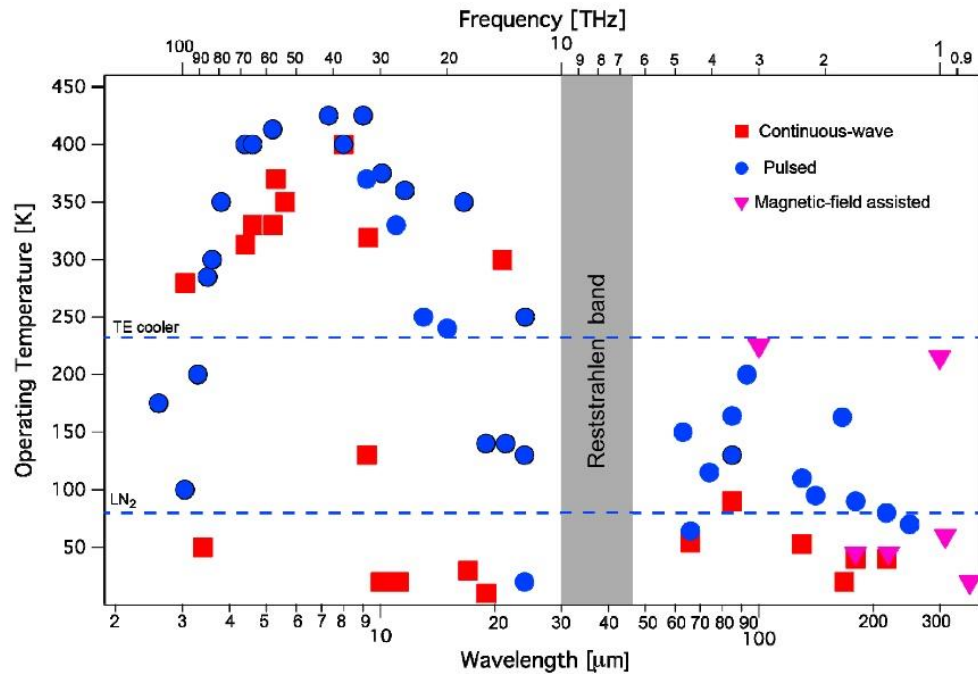 Frequency [THz]
100 90 80 70 60 50 40 30 20 10 9 8 7 6 5 4 3 2 1 0.9
450
400
350
300
250
200
150
100
50
Operating Temperature [K]
Continuous-wave
Pulsed
Magnetic-field assisted
TE cooler
LN₂
Reststrahlen band
2 3 4 5 6 7 8 9 10 20 30 40 50 60 70 80 90 100 200 300
Wavelength [μm]